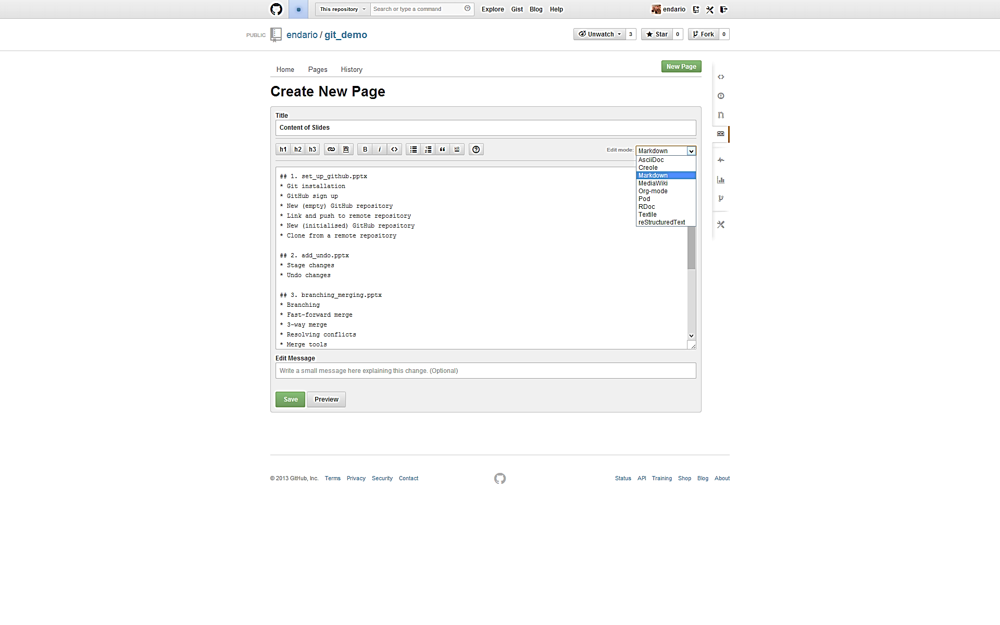 This repository
Search or type a command
Explore Gist Blog Help
endario
PUBLIC endario / git_demo
Unwatch 3
Star 0
Fork 0
Home Pages History
New Page
Create New Page
Title
Content of Slides
h1 h2 h3
B i
HR
Edit mode: Markdown
AsciiDoc
Creole
Markdown
MediaWiki
Org-mode
Pod
RDoc
Textile
reStructuredText
## 1. set_up_github.pptx
* Git installation
* GitHub sign up
* New (empty) GitHub repository
* Link and push to remote repository
* New (initialised) GitHub repository
* Clone from a remote repository
## 2. add_undo.pptx
* Stage changes
* Undo changes
## 3. branching_merging.pptx
* Branching
* Fast-forward merge
* 3-way merge
* Resolving conflicts
* Merge tools
Edit Message
Write a small message here explaining this change. (Optional)
Save Preview
© 2013 GitHub, Inc. Terms Privacy Security Contact
Status API Training Shop Blog About